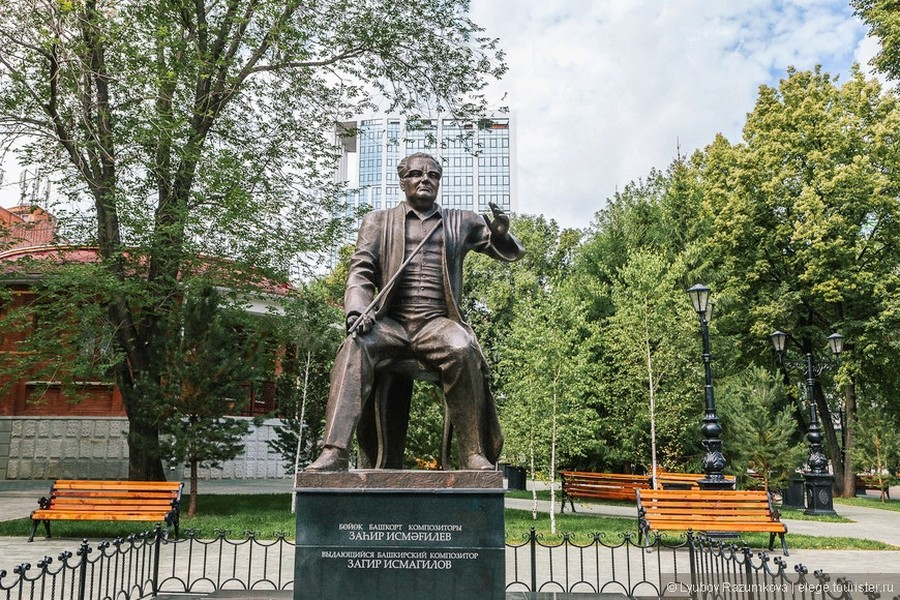 БӨЙӨК БАШҠОРТ КОМПОЗИТОРЫ
ЗАҺИР ИСМӘҒИЛЕВ
ВЫДАЮЩИЙСЯ БАШКИРСКИЙ КОМПОЗИТОР
ЗАГИР ИСМАГИЛОВ
© Lyubov Razumkova | elege.tourister.ru